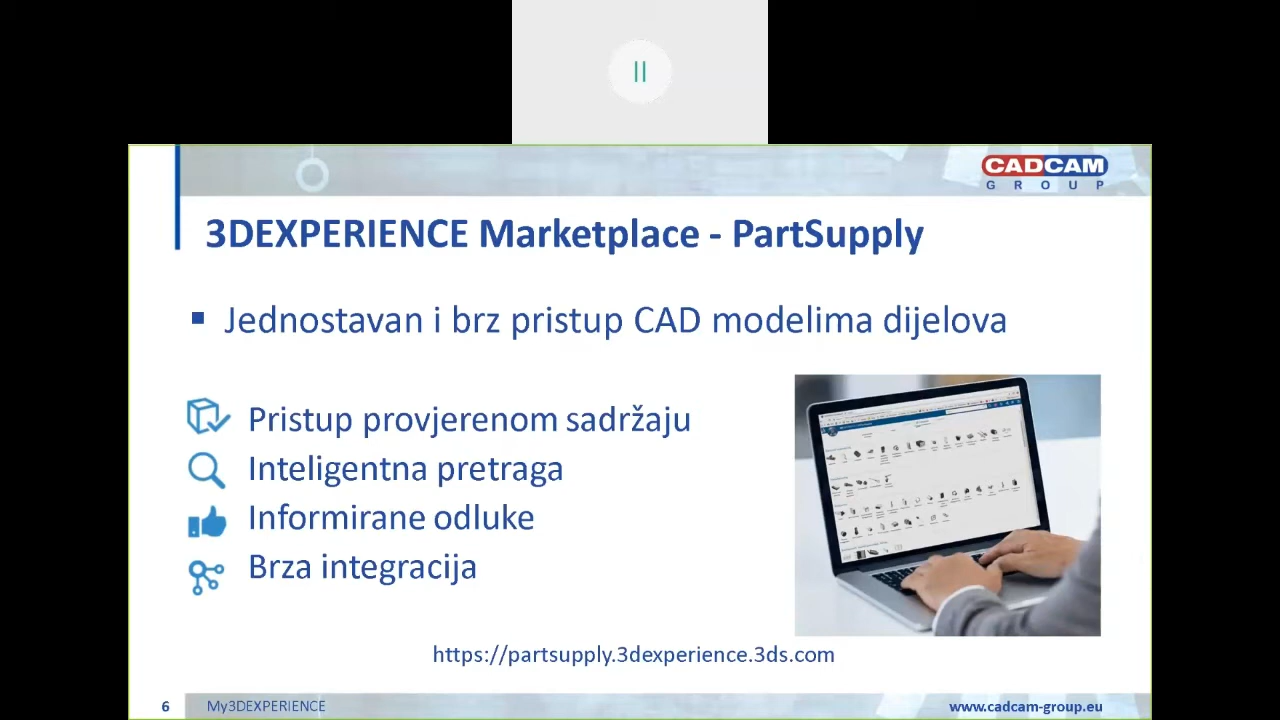 CADCAM
GROUP
3DEXPERIENCE Marketplace - PartSupply
Jednostavan i brz pristup CAD modelima dijelova
Pristup provjerenom sadržaju
Inteligentna pretraga
Informirane odluke
Brza integracija
https://partsupply.3dexperience.3ds.com
6 My3DEXPERIENCE www.cadcam-group.eu